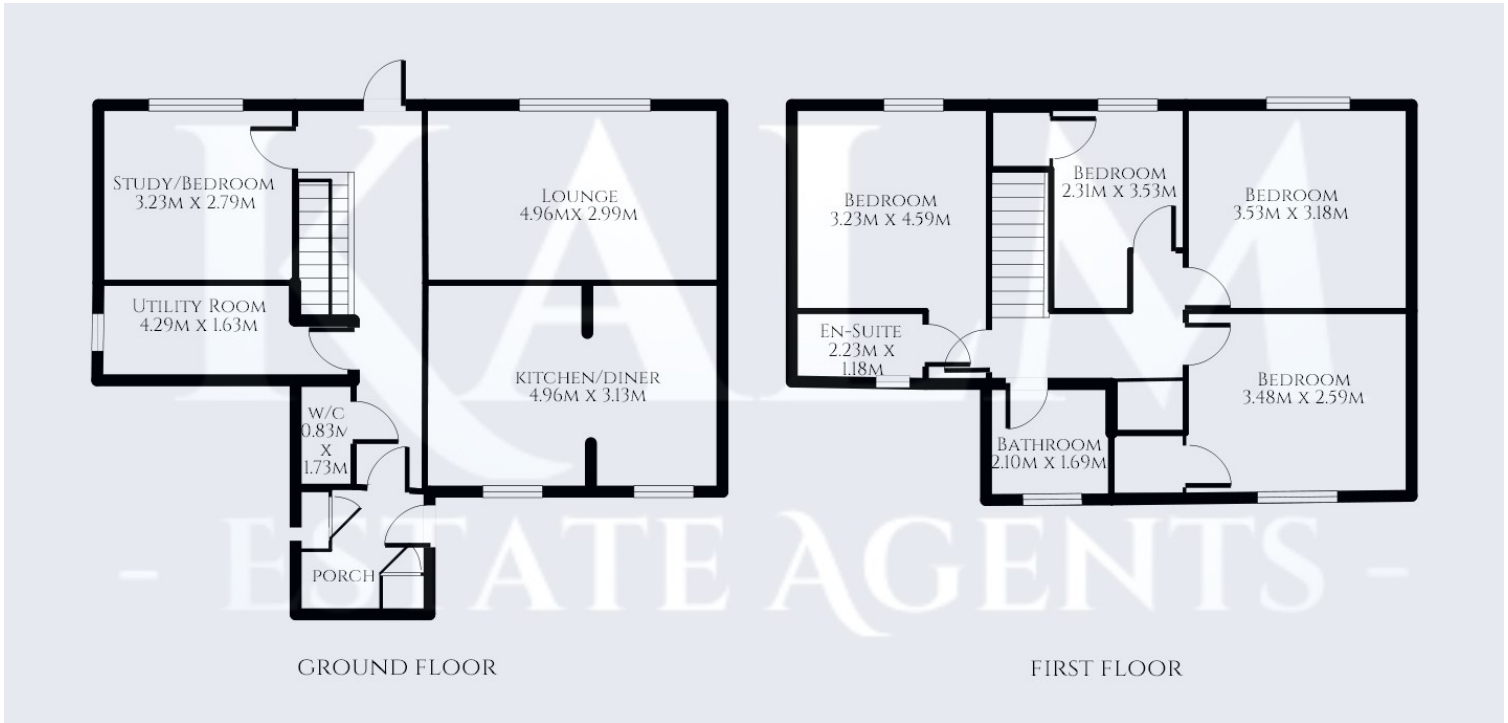 STUDY/BEDROOM
3.23M X 2.79M
LOUNGE
4.96MX 2.99M
UTILITY ROOM
4.29M X 1.63M
KITCHEN/DINER
4.96M X 3.13M
W/C
0.83M
X
1.73M
PORCH
GROUND FLOOR
BEDROOM
3.23M X 4.59M
BEDROOM
2.31M X 3.53M
BEDROOM
3.53M X 3.18M
EN-SUITE
2.23M X
1.18M
BEDROOM
3.48M X 2.59M
BATHROOM
2.10M X 1.69M
FIRST FLOOR
KALM
- ESTATE AGENTS -